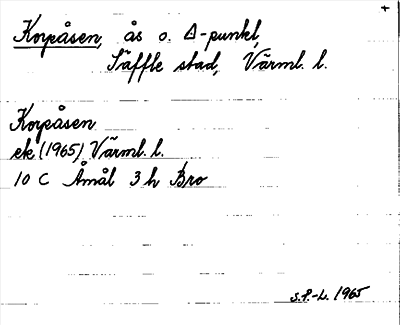 +
Korpåsen, ås o. Δ-punkt,
Säffle stad, Värml. l.
Korpåsen
ek (1965) Värml. l.
10 C Åmål 3 h Bro
S.P.-L. 1965